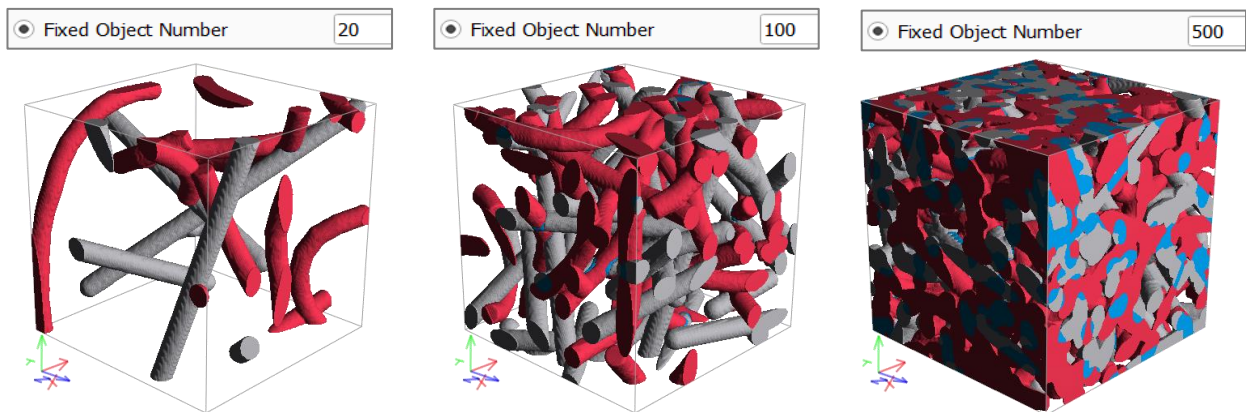 Fixed Object Number 20
Fixed Object Number 100
Fixed Object Number 500
Y
X
Z
Y
X
Z
Y
X
Z